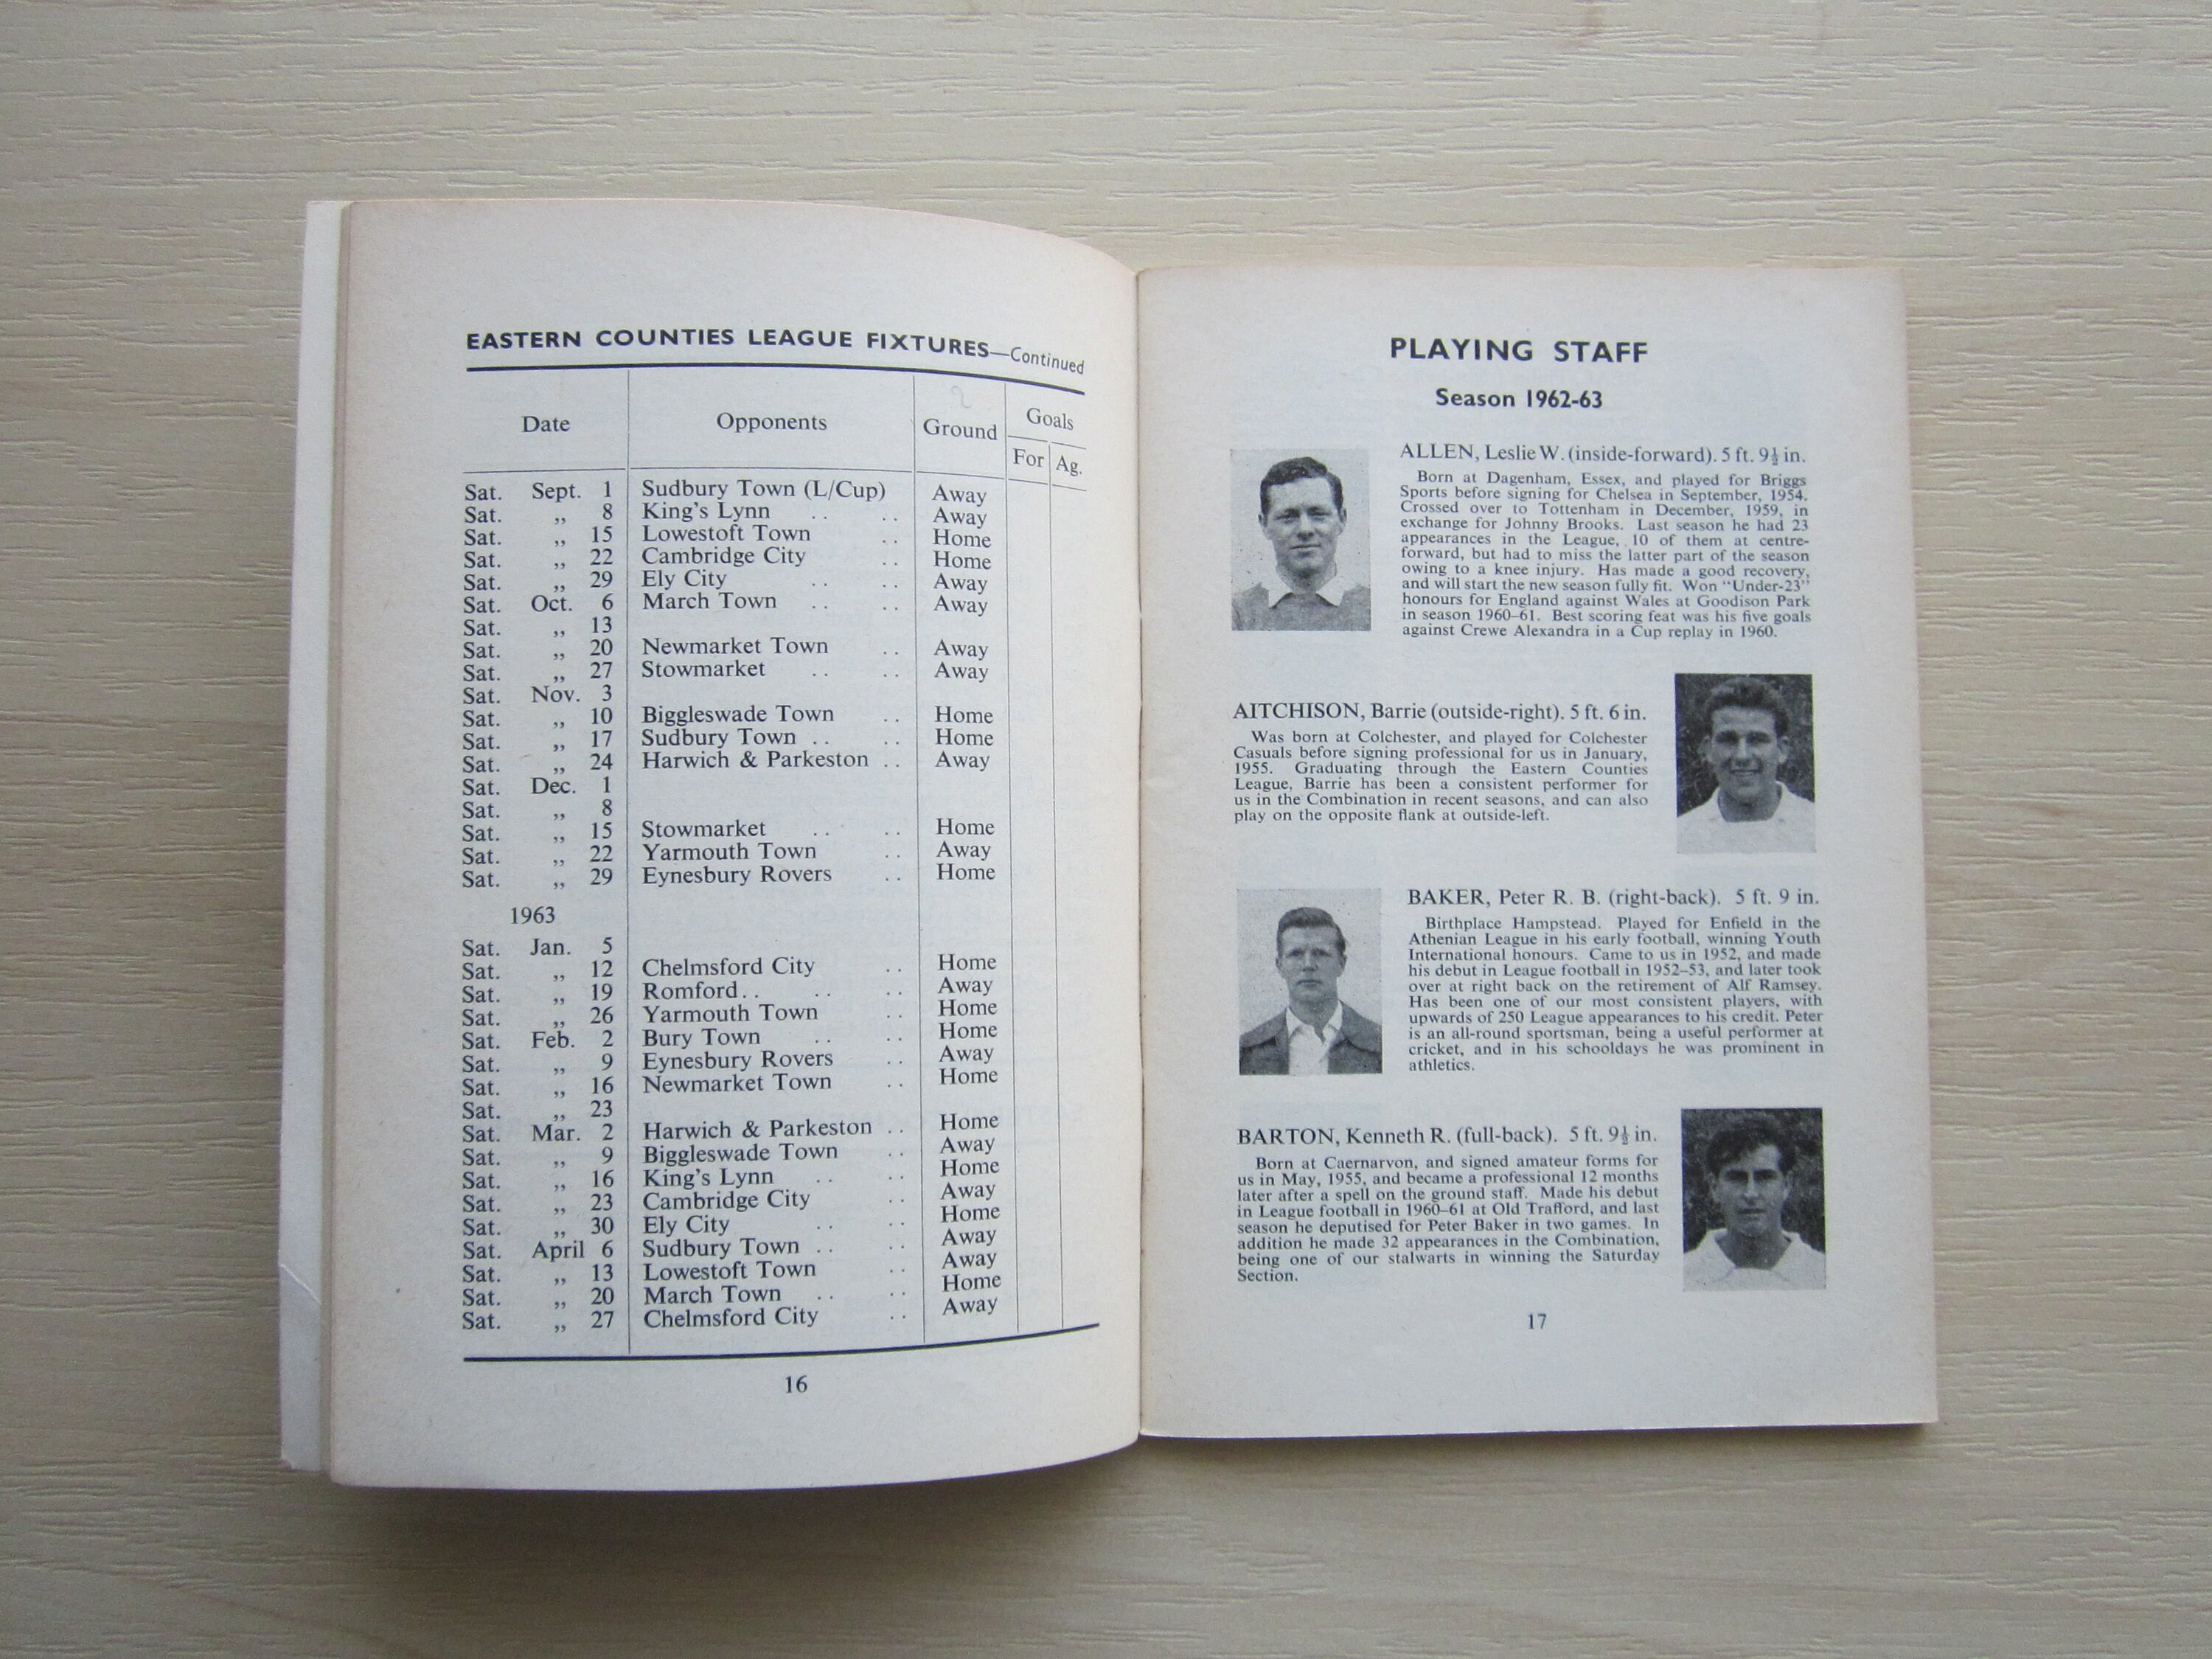 EASTERN COUNTIES LEAGUE FIXTURES—Continued
Date Opponents Ground Goals
For Ag.
Sat. Sept. 1 Sudbury Town (L/Cup) Away
Sat. „ 8 King's Lynn .. .. Away
Sat. „ 15 Lowestoft Town .. Home
Sat. „ 22 Cambridge City .. Home
Sat. „ 29 Ely City .. .. Away
Sat. Oct. 6 March Town .. .. Away
Sat. „ 13
Sat. „ 20 Newmarket Town .. Away
Sat. „ 27 Stowmarket .. .. Away
Sat. Nov. 3
Sat. „ 10 Biggleswade Town .. Home
Sat. „ 17 Sudbury Town .. .. Home
Sat. „ 24 Harwich & Parkeston .. Away
Sat. Dec. 1
Sat. „ 8
Sat. „ 15 Stowmarket .. .. Home
Sat. „ 22 Yarmouth Town .. Away
Sat. „ 29 Eynesbury Rovers .. Home
1963
Sat. Jan. 5
Sat. „ 12 Chelmsford City .. Home
Sat. „ 19 Romford .. .. .. Away
Sat. „ 26 Yarmouth Town .. Home
Sat. Feb. 2 Bury Town .. .. Home
Sat. „ 9 Eynesbury Rovers .. Away
Sat. „ 16 Newmarket Town .. Home
Sat. „ 23
Sat. Mar. 2 Harwich & Parkeston .. Home
Sat. „ 9 Biggleswade Town .. Away
Sat. „ 16 King's Lynn .. .. Home
Sat. „ 23 Cambridge City .. Away
Sat. „ 30 Ely City .. .. Home
Sat. April 6 Sudbury Town .. .. Away
Sat. „ 13 Lowestoft Town .. Away
Sat. „ 20 March Town .. .. Home
Sat. „ 27 Chelmsford City .. Away
16
PLAYING STAFF
Season 1962-63
ALLEN, Leslie W. (inside-forward). 5 ft. 9½ in.
Born at Dagenham, Essex, and played for Briggs
Sports before signing for Chelsea in September, 1954.
Crossed over to Tottenham in December, 1959, in
exchange for Johnny Brooks. Last season he had 23
appearances in the League, 10 of them at centre-
forward, but had to miss the latter part of the season
owing to a knee injury. Has made a good recovery,
and will start the new season fully fit. Won "Under-23"
honours for England against Wales at Goodison Park
in season 1960–61. Best scoring feat was his five goals
against Crewe Alexandra in a Cup replay in 1960.
AITCHISON, Barrie (outside-right). 5 ft. 6 in.
Was born at Colchester, and played for Colchester
Casuals before signing professional for us in January,
1955. Graduating through the Eastern Counties
League, Barrie has been a consistent performer for
us in the Combination in recent seasons, and can also
play on the opposite flank at outside-left.
BAKER, Peter R. B. (right-back). 5 ft. 9 in.
Birthplace Hampstead. Played for Enfield in the
Athenian League in his early football, winning Youth
International honours. Came to us in 1952, and made
his debut in League football in 1952–53, and later took
over at right back on the retirement of Alf Ramsey.
Has been one of our most consistent players, with
upwards of 250 League appearances to his credit. Peter
is an all-round sportsman, being a useful performer at
cricket, and in his schooldays he was prominent in
athletics.
BARTON, Kenneth R. (full-back). 5 ft. 9½ in.
Born at Caernarvon, and signed amateur forms for
us in May, 1955, and became a professional 12 months
later after a spell on the ground staff. Made his debut
in League football in 1960–61 at Old Trafford, and last
season he deputised for Peter Baker in two games. In
addition he made 32 appearances in the Combination,
being one of our stalwarts in winning the Saturday
Section.
17